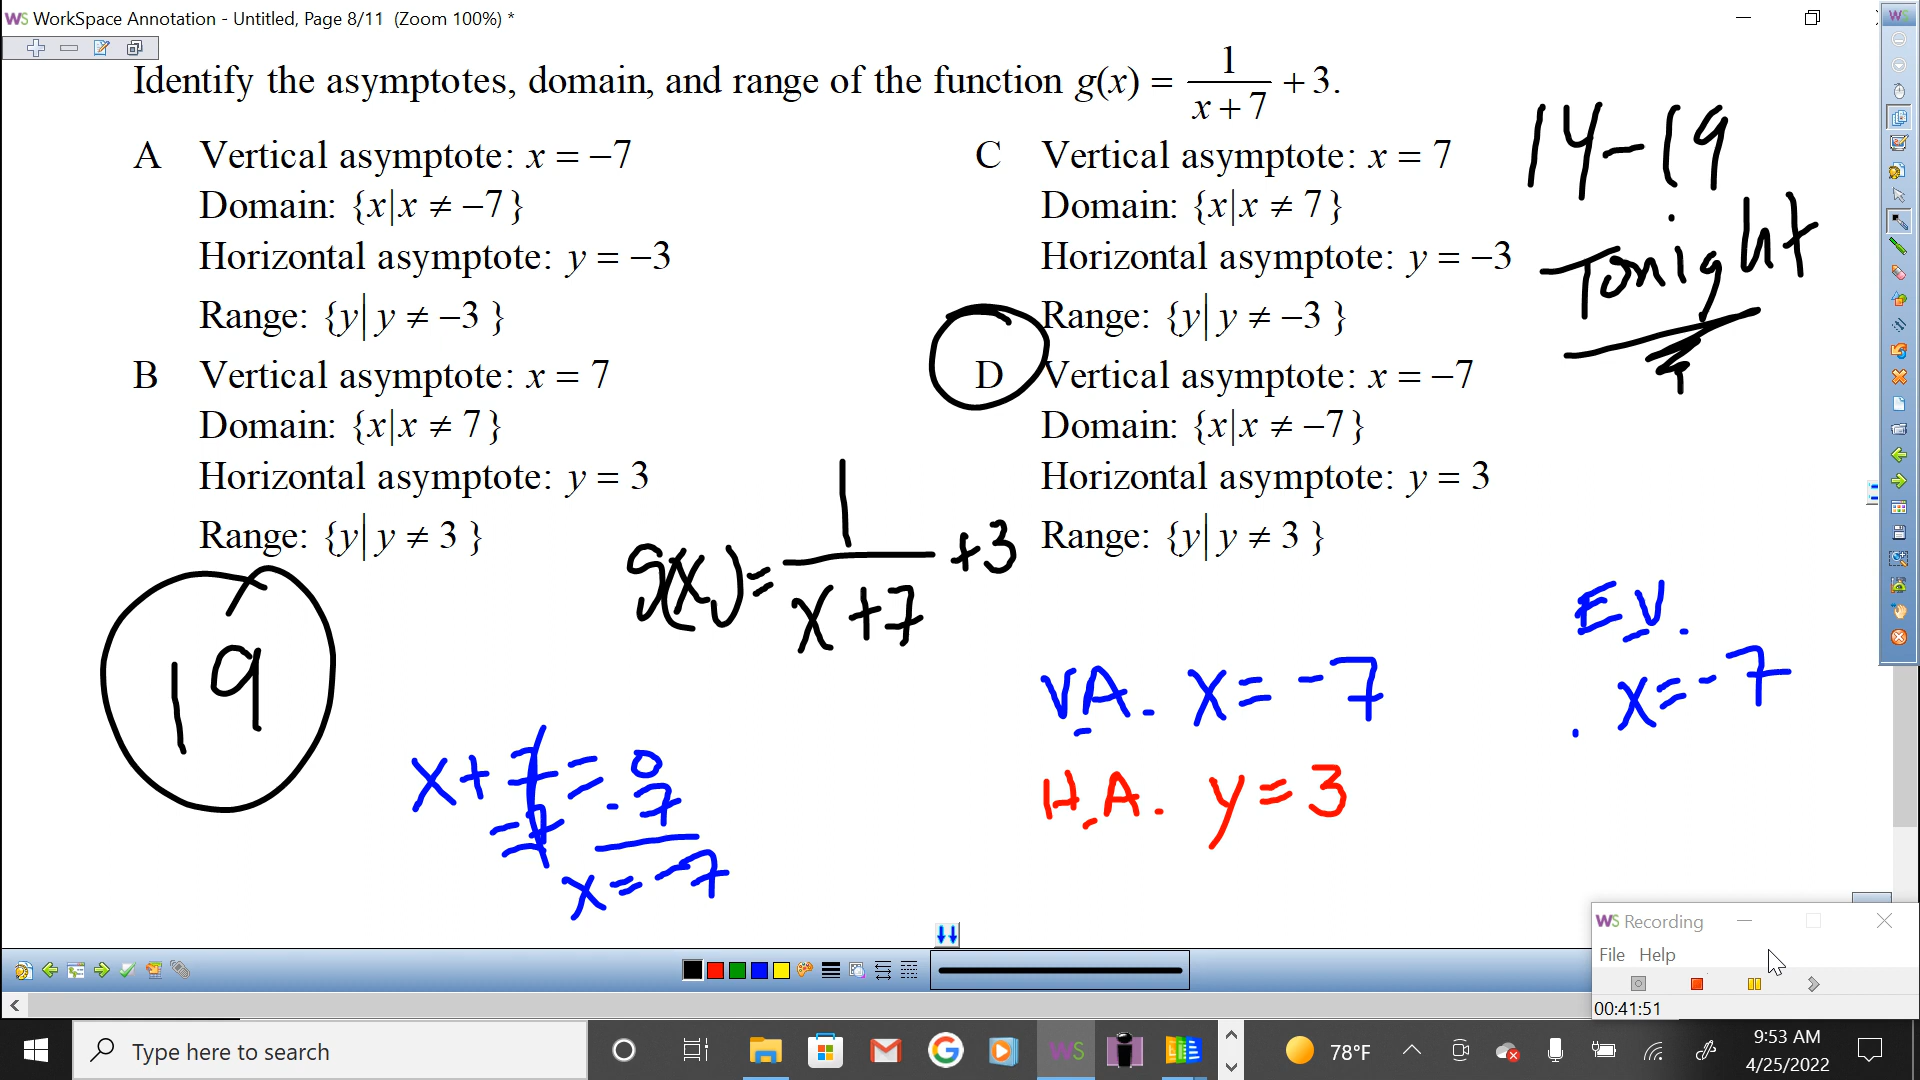 WS WorkSpace Annotation - Untitled, Page 8/11 (Zoom 100%) *
Identify the asymptotes, domain, and range of the function g(x) = 1/(x + 7) + 3.
A Vertical asymptote: x = −7
Domain: {x|x ≠ −7}
Horizontal asymptote: y = −3
Range: {y| y ≠ −3 }
B Vertical asymptote: x = 7
Domain: {x|x ≠ 7}
Horizontal asymptote: y = 3
Range: {y| y ≠ 3 }
C Vertical asymptote: x = 7
Domain: {x|x ≠ 7}
Horizontal asymptote: y = −3
Range: {y| y ≠ −3 }
D Vertical asymptote: x = −7
Domain: {x|x ≠ −7}
Horizontal asymptote: y = 3
Range: {y| y ≠ 3 }
14-19
Tonight
19
g(x) = 1/(x+7) +3
x+7=0
-7 -7
x=-7
V.A. x=-7
H.A. y=3
E.V.
x=-7
WS Recording
File Help
00:41:51
Type here to search
WS
78°F
9:53 AM
4/25/2022